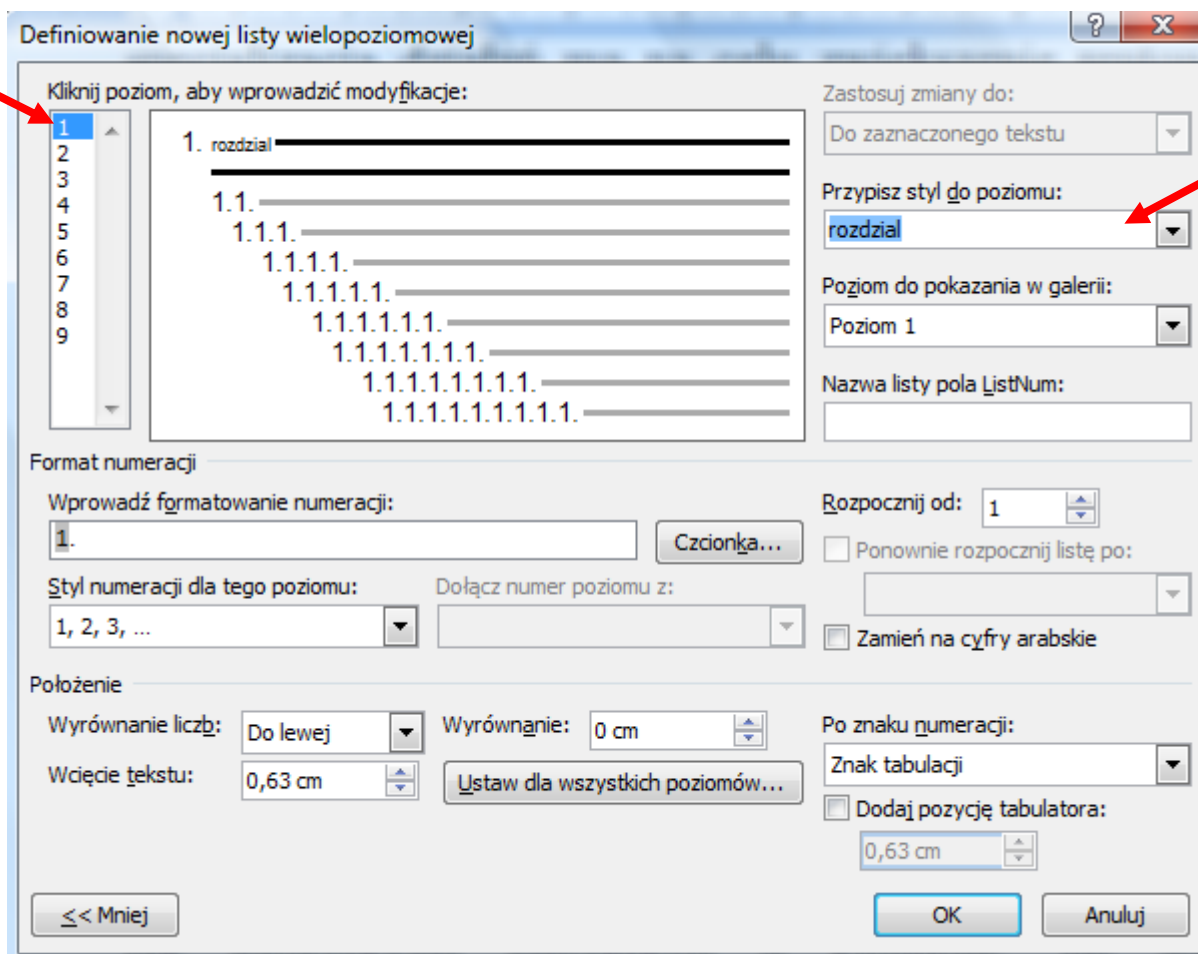 Definiowanie nowej listy wielopoziomowej
Kliknij poziom, aby wprowadzić modyfikacje:
1
2
3
4
5
6
7
8
9
1. rozdzial
1.1.
1.1.1.
1.1.1.1.
1.1.1.1.1.
1.1.1.1.1.1.
1.1.1.1.1.1.1.
1.1.1.1.1.1.1.1.
1.1.1.1.1.1.1.1.1.
Zastosuj zmiany do:
Do zaznaczonego tekstu
Przypisz styl do poziomu:
rozdzial
Poziom do pokazania w galerii:
Poziom 1
Nazwa listy pola ListNum:
Format numeracji
Wprowadź formatowanie numeracji:
1.
Czcionka...
Rozpocznij od: 1
Ponownie rozpocznij listę po:
Styl numeracji dla tego poziomu:
1, 2, 3, ...
Dołącz numer poziomu z:
Zamień na cyfry arabskie
Położenie
Wyrównanie liczb: Do lewej
Wyrównanie: 0 cm
Po znaku numeracji:
Znak tabulacji
Wcięcie tekstu: 0,63 cm
Ustaw dla wszystkich poziomów...
Dodaj pozycję tabulatora:
0,63 cm
<< Mniej
OK
Anuluj